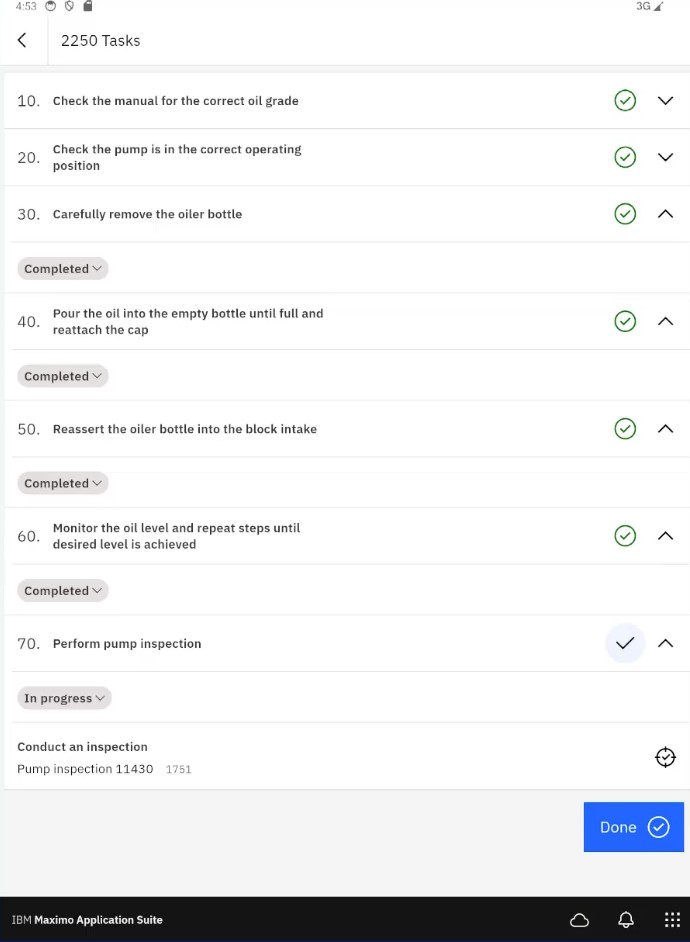 4:53
3G
2250 Tasks
10. Check the manual for the correct oil grade
20. Check the pump is in the correct operating
position
30. Carefully remove the oiler bottle
Completed
40. Pour the oil into the empty bottle until full and
reattach the cap
Completed
50. Reassert the oiler bottle into the block intake
Completed
60. Monitor the oil level and repeat steps until
desired level is achieved
Completed
70. Perform pump inspection
In progress
Conduct an inspection
Pump inspection 11430 1751
Done
IBM Maximo Application Suite